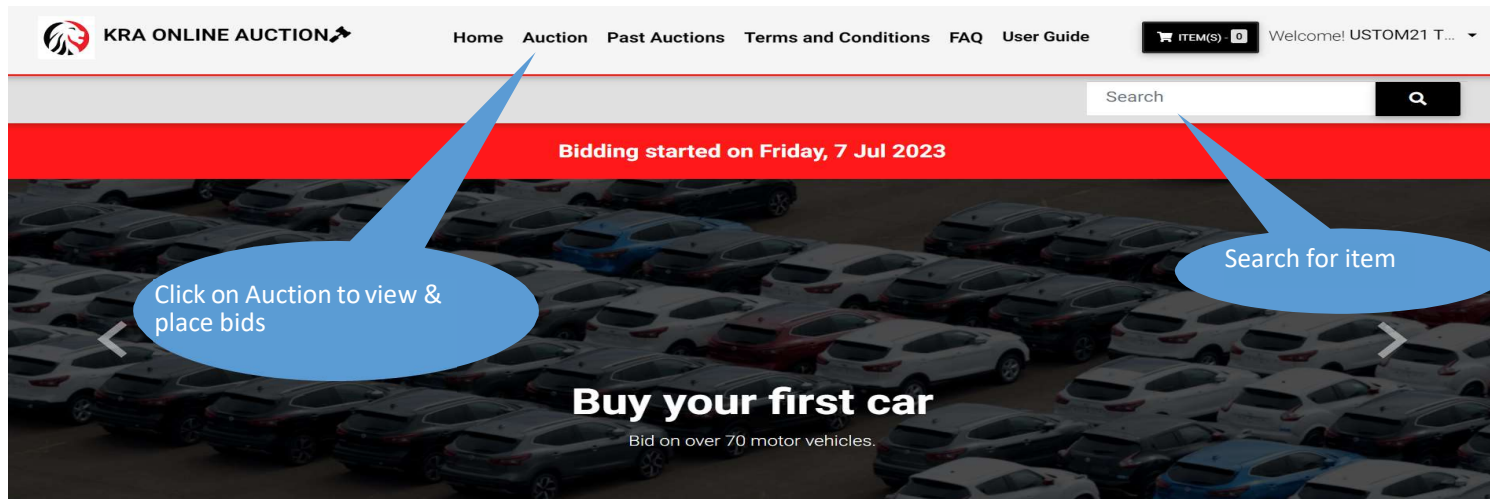 KRA ONLINE AUCTION
Home Auction Past Auctions Terms and Conditions FAQ User Guide
ITEM(S) - 0
Welcome! USTOM21 T...
Search
Bidding started on Friday, 7 Jul 2023
Click on Auction to view &
place bids
Search for item
Buy your first car
Bid on over 70 motor vehicles.